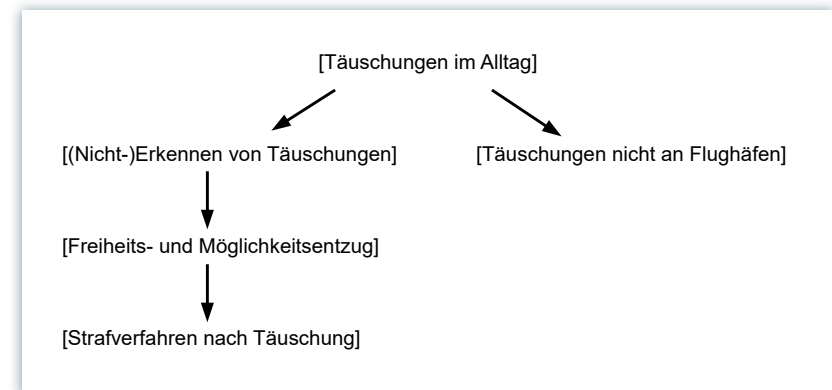 [Täuschungen im Alltag]
[(Nicht-)Erkennen von Täuschungen] [Täuschungen nicht an Flughäfen]
[Freiheits- und Möglichkeitsentzug]
[Strafverfahren nach Täuschung]